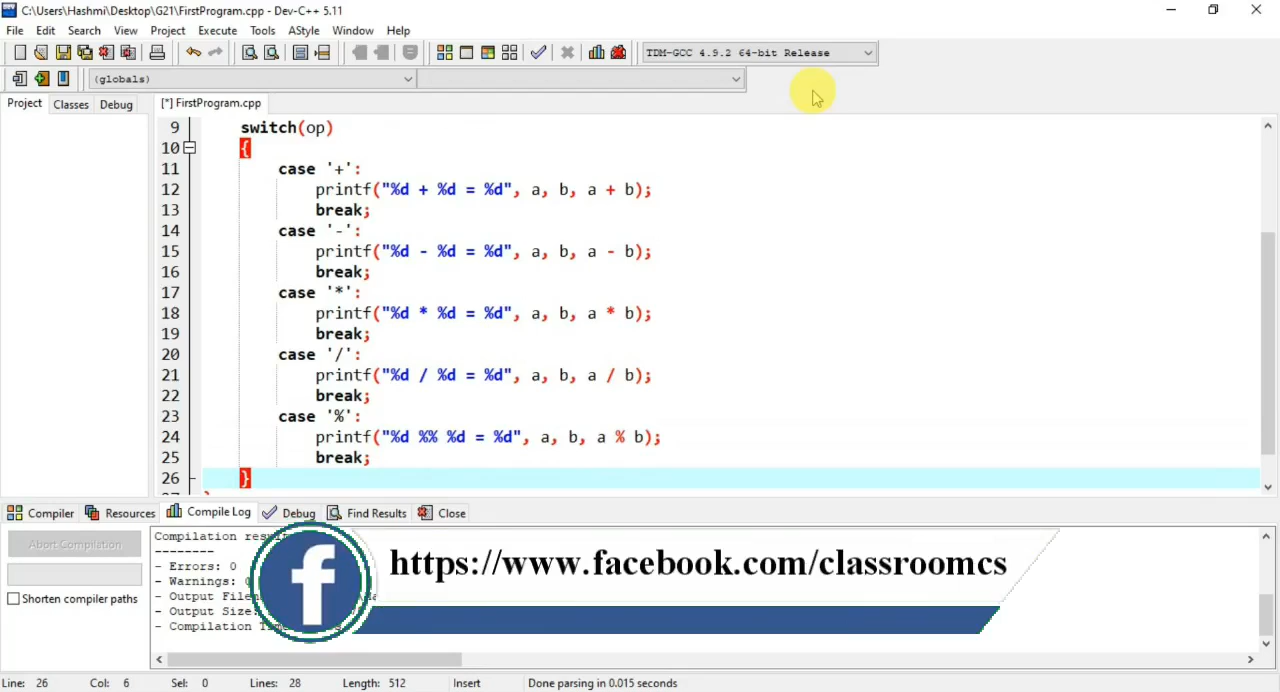 C:\Users\Hashmi\Desktop\G21\FirstProgram.cpp - Dev-C++ 5.11
File Edit Search View Project Execute Tools AStyle Window Help
TDM-GCC 4.9.2 64-bit Release
(globals)
Project Classes Debug [*] FirstProgram.cpp
9 switch(op)
10 {
11 case '+':
12 printf("%d + %d = %d", a, b, a + b);
13 break;
14 case '-':
15 printf("%d - %d = %d", a, b, a - b);
16 break;
17 case '*':
18 printf("%d * %d = %d", a, b, a * b);
19 break;
20 case '/':
21 printf("%d / %d = %d", a, b, a / b);
22 break;
23 case '%':
24 printf("%d %% %d = %d", a, b, a % b);
25 break;
26 }
Compiler Resources Compile Log Debug Find Results Close
Abort Compilation
Shorten compiler paths
Compilation
--------
- Errors: 0
- Warnings:
- Output
- Output Size:
- Compilation
f
https://www.facebook.com/classroomcs
Line: 26 Col: 6 Sel: 0 Lines: 28 Length: 512 Insert Done parsing in 0.015 seconds